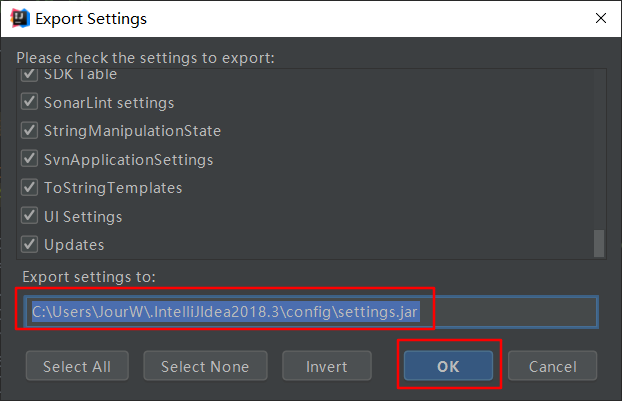 Export Settings
Please check the settings to export:
SDK Table
SonarLint settings
StringManipulationState
SvnApplicationSettings
ToStringTemplates
UI Settings
Updates
Export settings to:
C:\Users\JourW\.IntelliJIdea2018.3\config\settings.jar
Select All Select None Invert OK Cancel